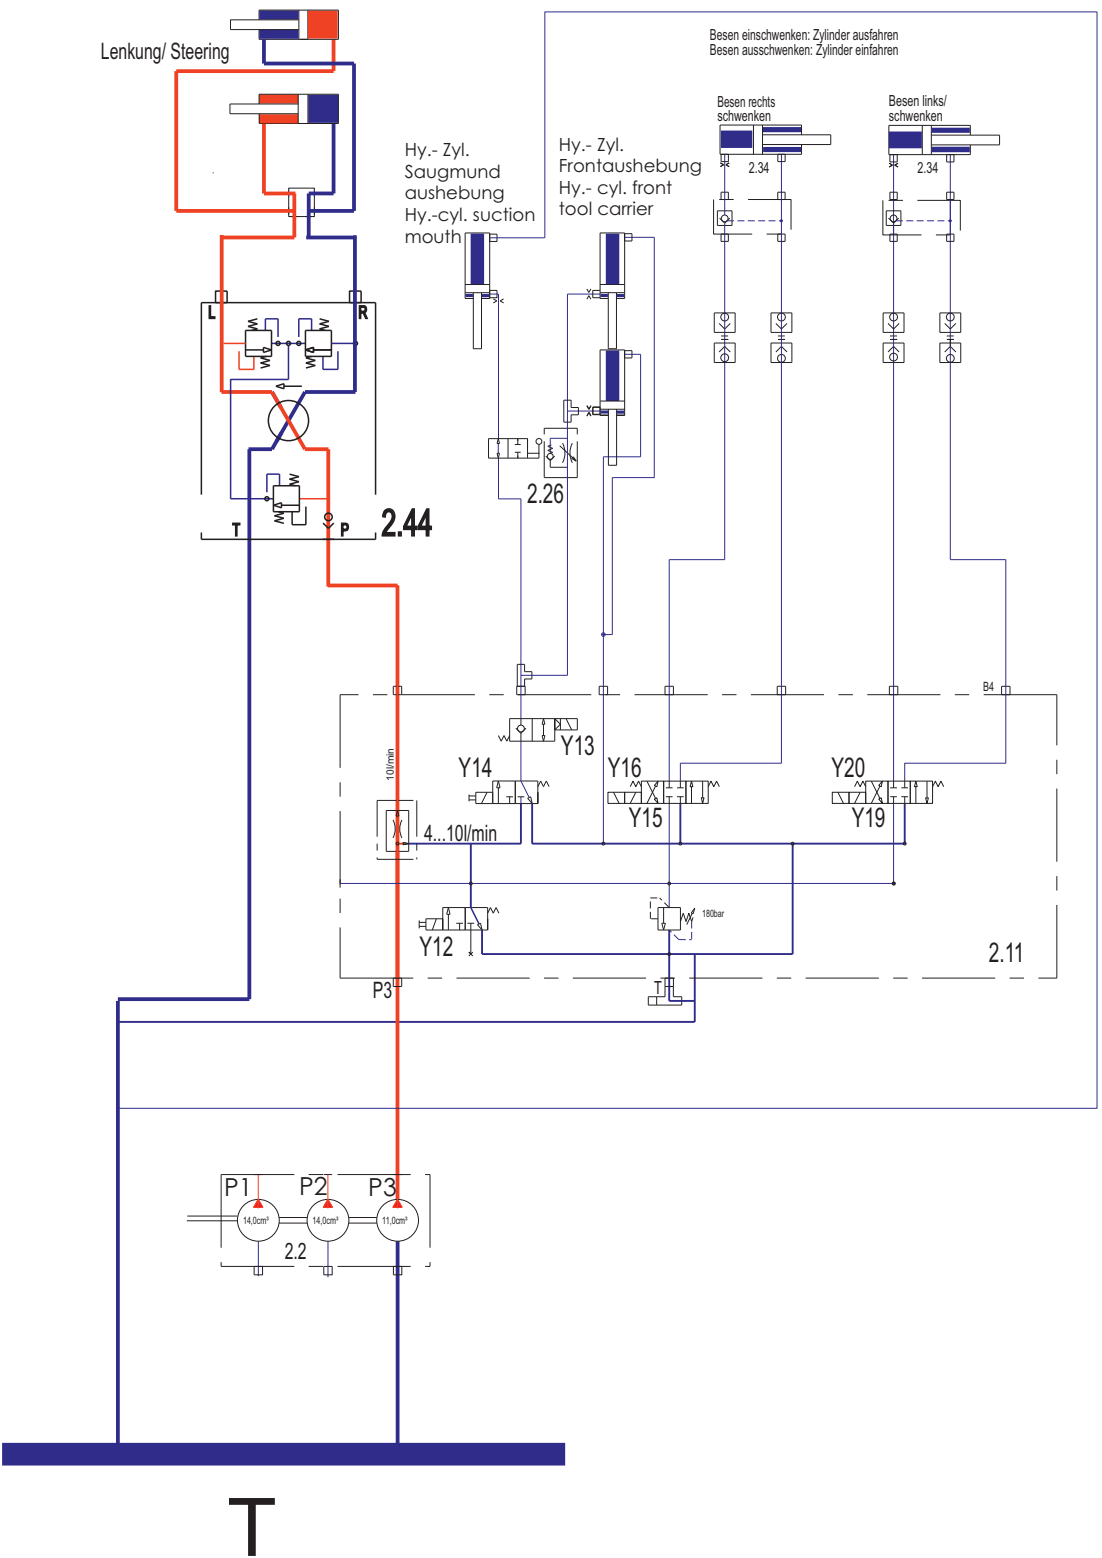 Besen einschwenken: Zylinder ausfahren
Besen ausschwenken: Zylinder einfahren
Lenkung/ Steering
Besen rechts
schwenken
Besen links/
schwenken
2.34
2.34
Hy.- Zyl.
Saugmund
aushebung
Hy.-cyl. suction
mouth
Hy.- Zyl.
Frontaushebung
Hy.- cyl. front
tool carrier
L
R
2.26
T
P
2.44
B4
10l/min
Y13
Y14
Y16
Y20
Y15
Y19
4...10l/min
180bar
Y12
2.11
P3
T
P1
P2
P3
14,0cm³
14,0cm³
11,0cm³
2.2
T